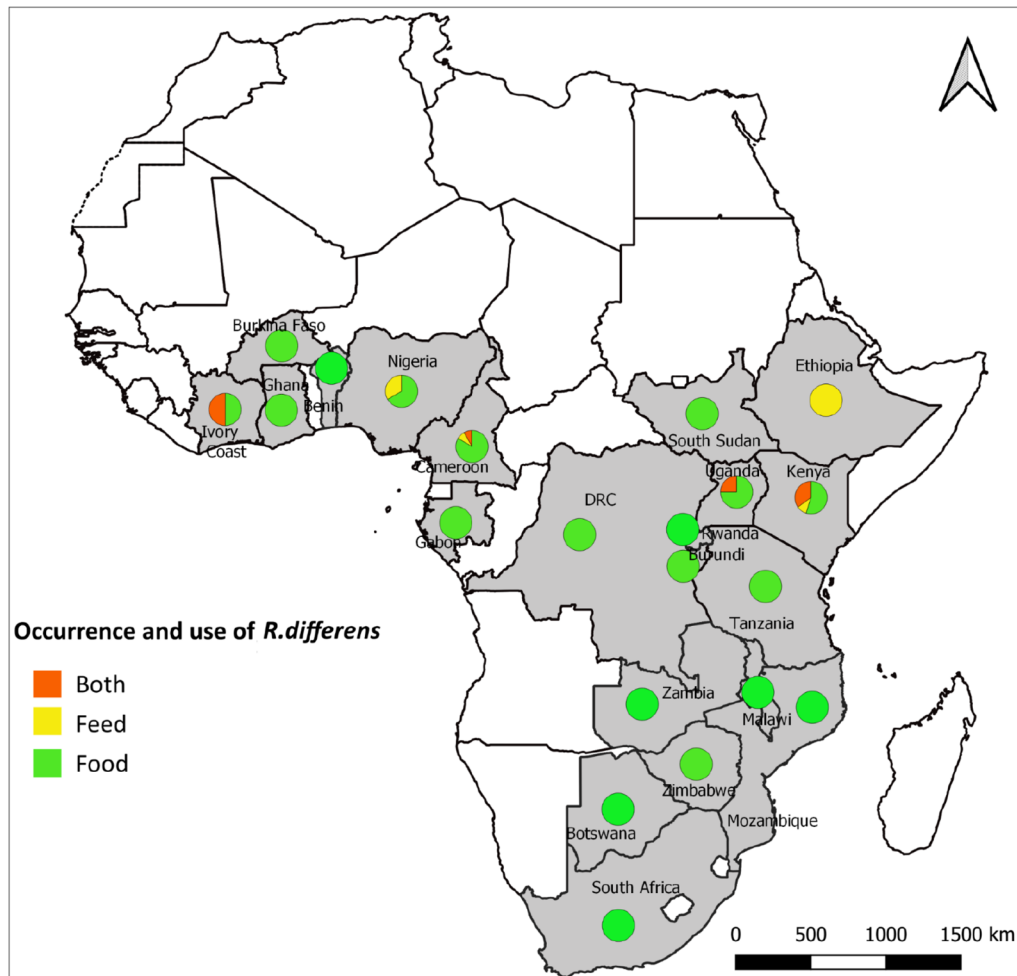 Burkina Faso
Nigeria
Ethiopia
Ghana
Benin
Ivory
Coast
South Sudan
Cameroon
Uganda
Kenya
DRC
Gabon
Rwanda
Burundi
Tanzania
Occurrence and use of R.differens
Both
Feed
Food
Zambia
Malawi
Zimbabwe
Mozambique
Botswana
South Africa
0 500 1000 1500 km